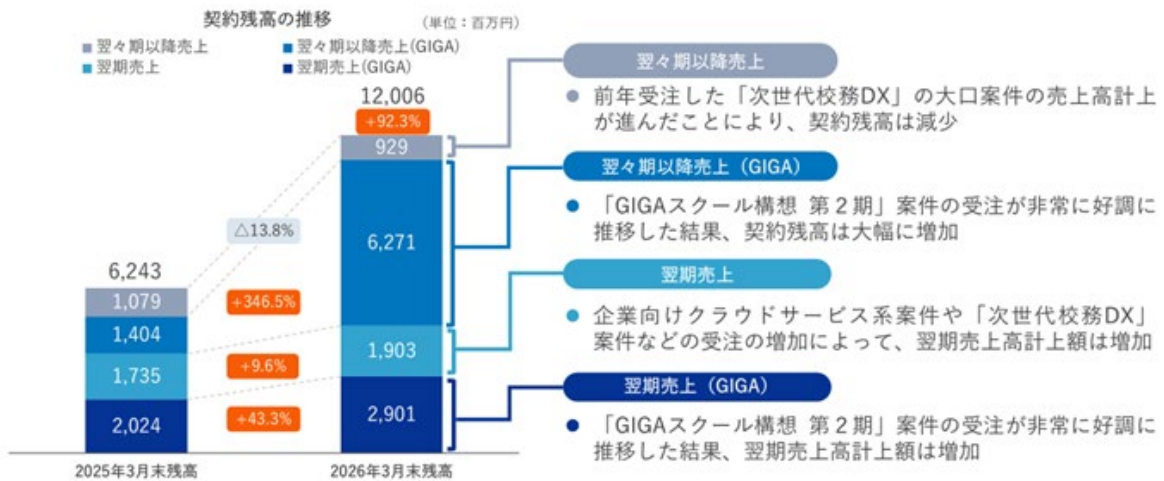 契約残高の推移
(単位：百万円)
■ 翌々期以降売上
■ 翌々期以降売上(GIGA)
■ 翌期売上
■ 翌期売上(GIGA)
12,006
+92.3%
929
△13.8%
6,271
6,243
1,079
+346.5%
1,404
1,903
+9.6%
1,735
2,901
+43.3%
2,024
2025年3月末残高
2026年3月末残高
翌々期以降売上
● 前年受注した「次世代校務DX」の大口案件の売上高計上
が進んだことにより、契約残高は減少
翌々期以降売上（GIGA）
● 「GIGAスクール構想 第２期」案件の受注が非常に好調に
推移した結果、契約残高は大幅に増加
翌期売上
● 企業向けクラウドサービス系案件や「次世代校務DX」
案件などの受注の増加によって、翌期売上高計上額は増加
翌期売上（GIGA）
● 「GIGAスクール構想 第２期」案件の受注が非常に好調に
推移した結果、翌期売上高計上額は増加